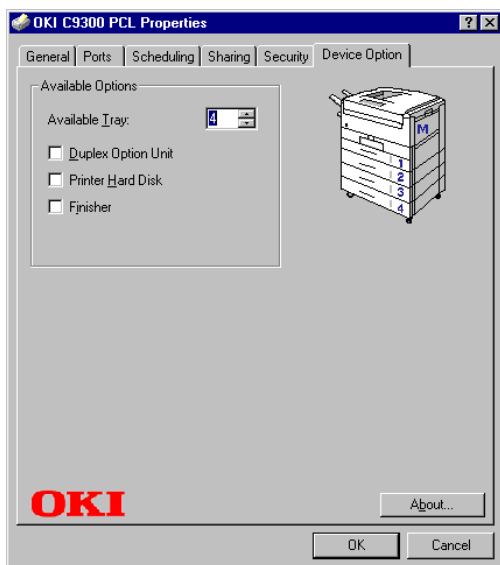 OKI C9300 PCL Properties
General Ports Scheduling Sharing Security Device Option
Available Options
Available Tray: 4
Duplex Option Unit
Printer Hard Disk
Finisher
M
1
2
3
4
OKI
About...
OK Cancel